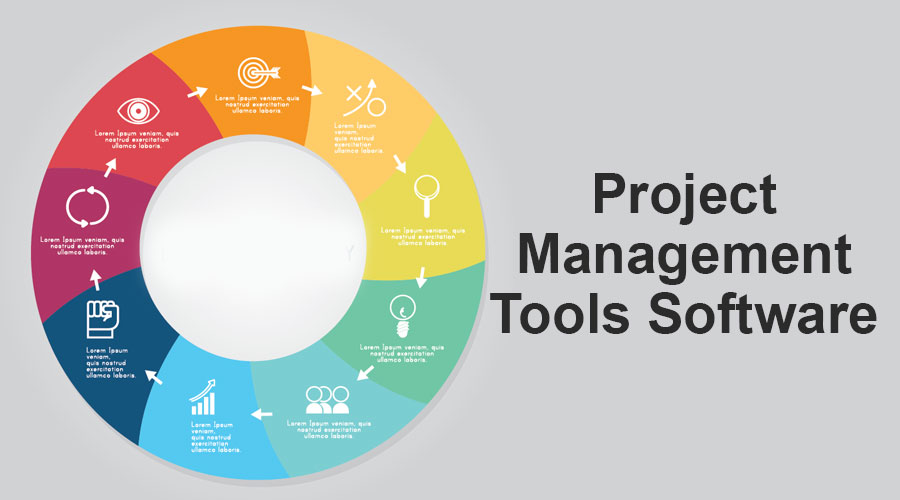 Lorem Ipsum veniam, quis
nostrud exercitation
ullamco laboris.
Lorem Ipsum
veniam,
quis nostrud
exercitation
ullamco laboris.
Lorem Ipsum veniam, quis
nostrud exercitation
ullamco laboris.
Lorem Ipsum veniam, quis
nostrud exercitation
ullamco laboris.
Lorem Ipsum veniam, quis
nostrud exercitation
ullamco laboris.
Lorem Ipsum
veniam,
quis nostrud
exercitation
ullamco laboris.
Lorem Ipsum
veniam,
quis nostrud
exercitation
ullamco laboris.
Lorem Ipsum veniam, quis
nostrud exercitation
ullamco laboris.
Lorem Ipsum veniam, quis
nostrud exercitation
ullamco laboris.
Project
Management
Tools Software